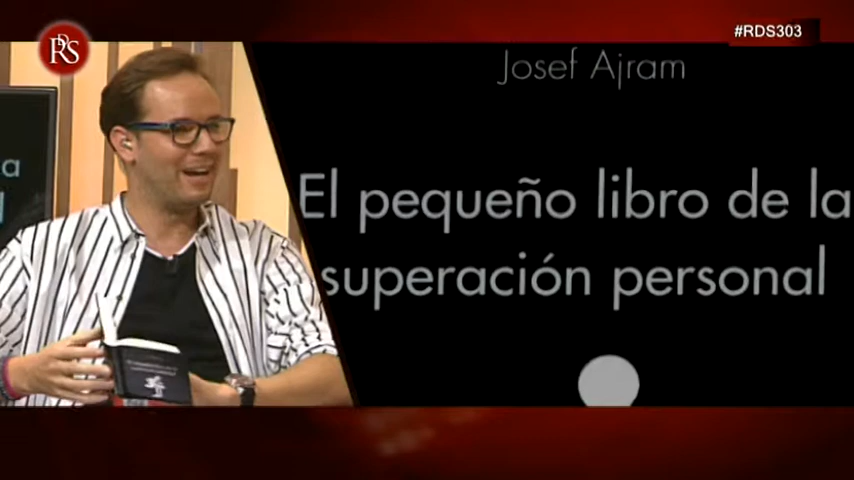 RDS
#RDS303
Josef Ajram
El pequeño libro de la
superación personal
a